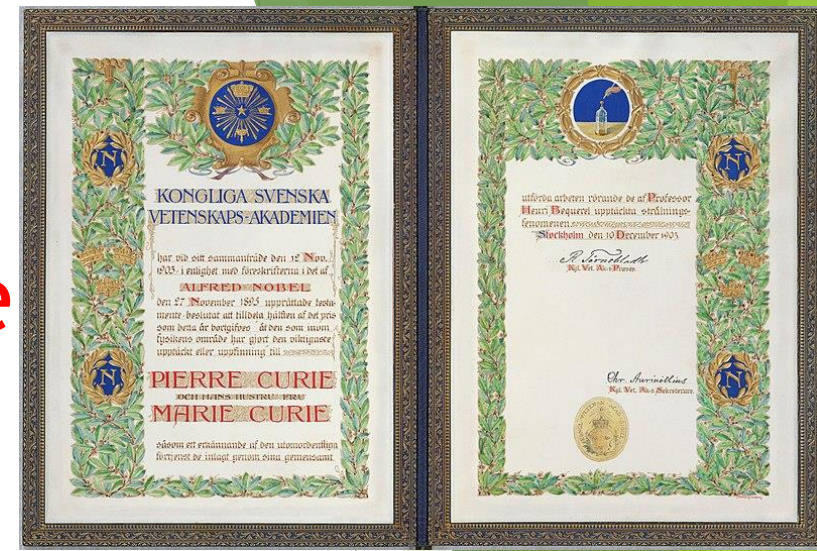 e
KONGLIGA SVENSKA
VETENSKAPS-AKADEMIEN
har vid sitt sammanträde den 12 Nov.
1903 i enlighet med föreskrifterna i det af
ALFRED NOBEL
den 27 November 1895 upprättade testa-
mente beslutat att tilldela hälften af det pris
som detta år bortgifves åt den som inom
fysikens område har gjort den viktigaste
upptäckt eller uppfinning till
PIERRE CURIE
OCH HANS HUSTRU FRU
MARIE CURIE
såsom ett erkännande af den utomordentliga
förtjenst de inlagt genom sina gemensamt
N
N
utförda arbeten rörande de af Professor
Henri Bequerel upptäckta strålnings-
fenomenen
Stockholm den 10 December 1903
Kgl. Vet. Ak:s Præses.
Chr. Aurivillius
Kgl. Vet. Ak:s Sekreterare.
N
N